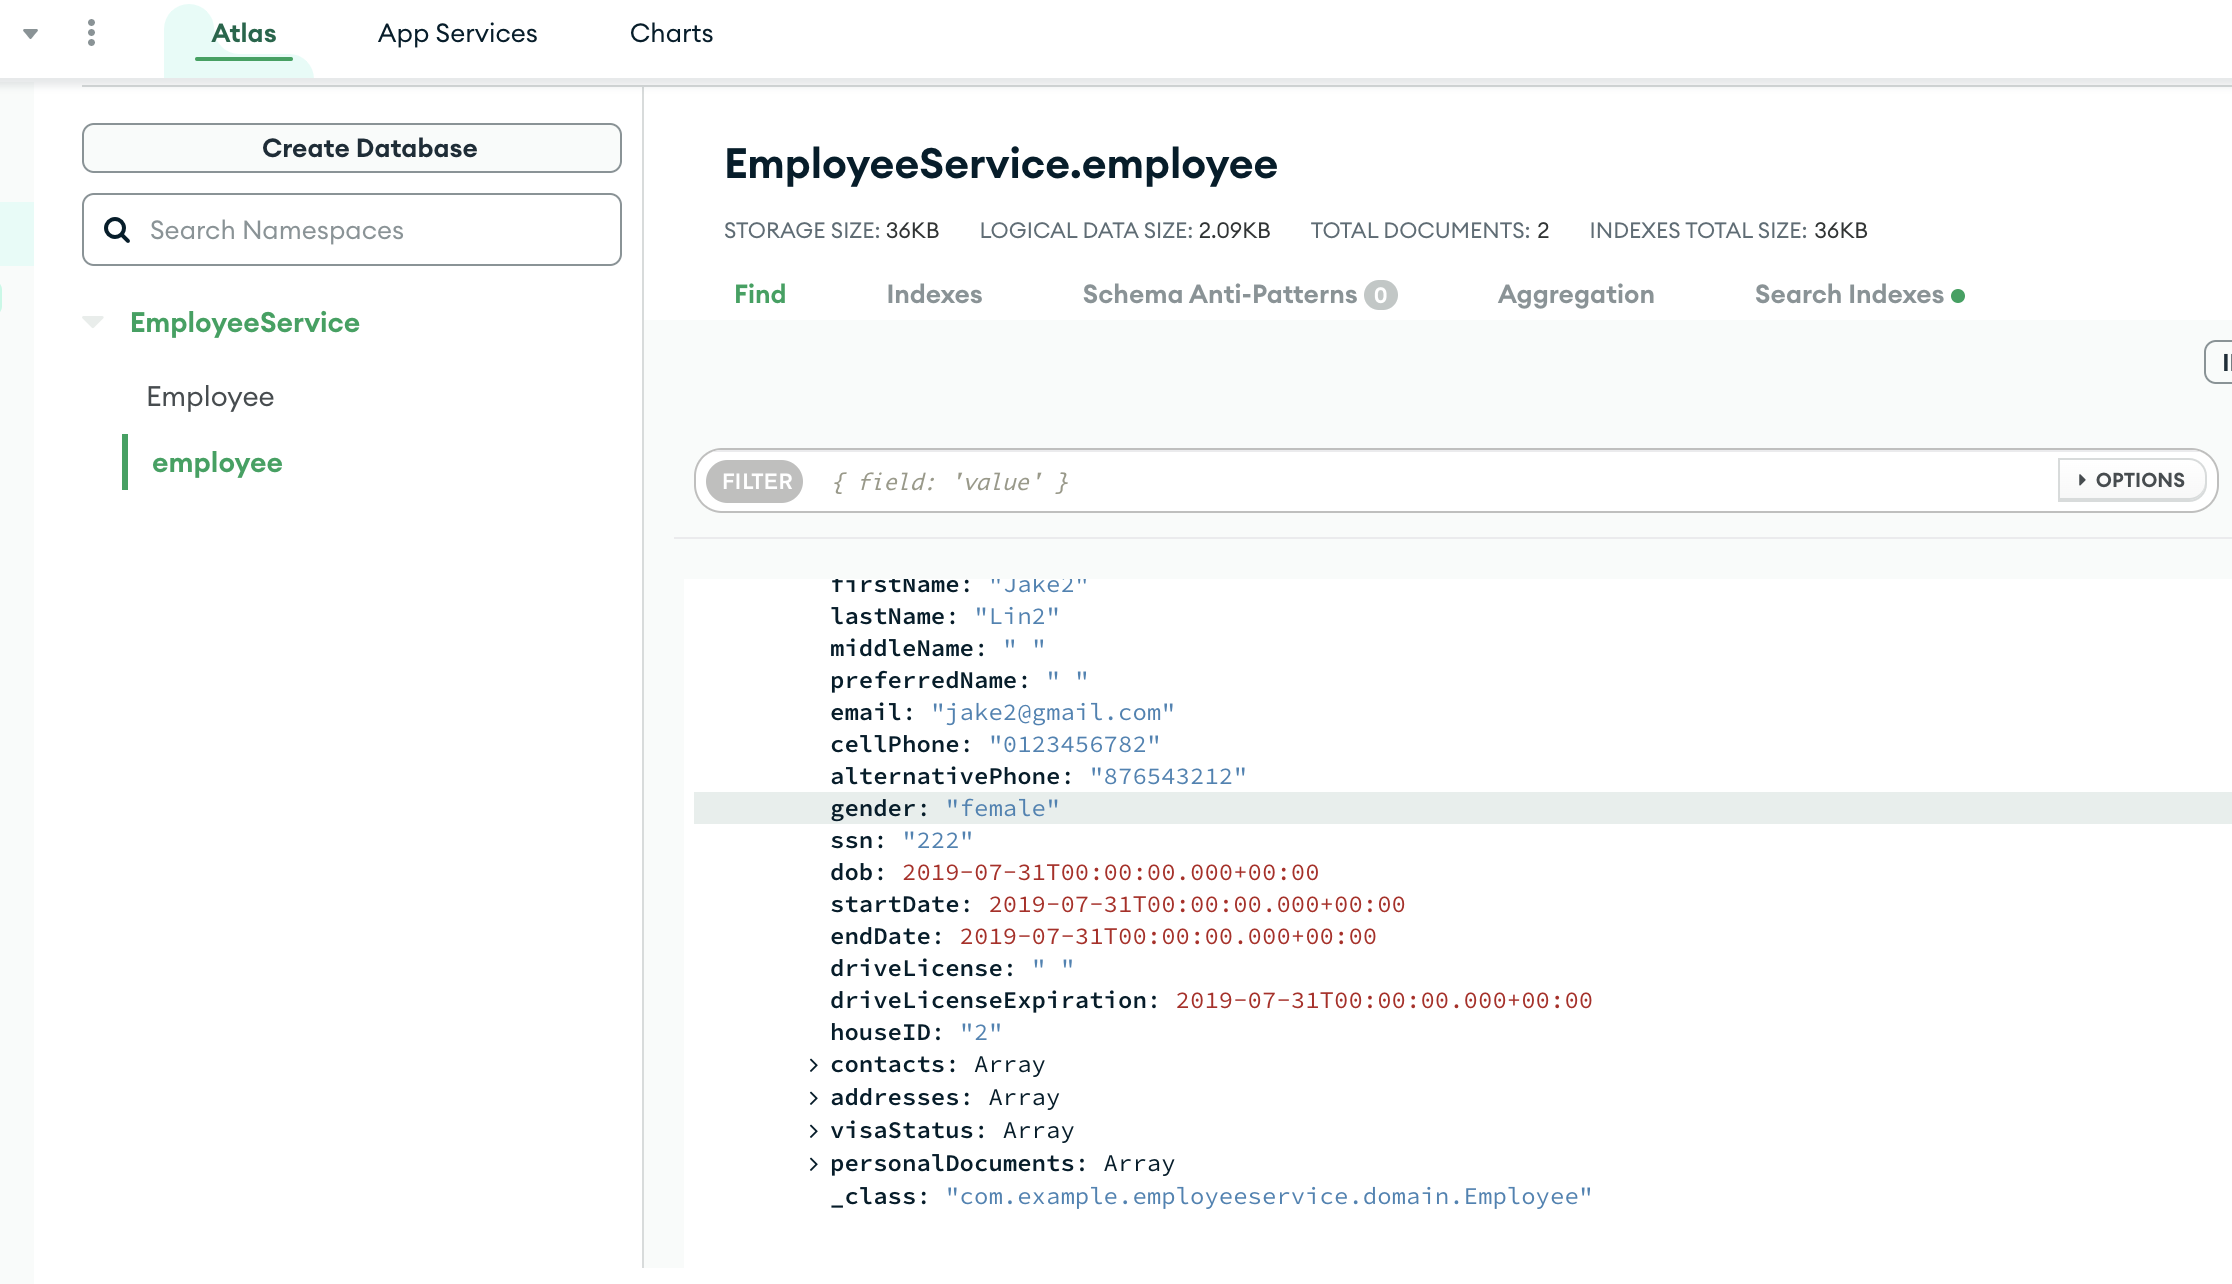 Atlas
App Services
Charts
Create Database
Search Namespaces
EmployeeService
Employee
employee
EmployeeService.employee
STORAGE SIZE: 36KB LOGICAL DATA SIZE: 2.09KB TOTAL DOCUMENTS: 2 INDEXES TOTAL SIZE: 36KB
Find Indexes Schema Anti-Patterns 0 Aggregation Search Indexes
FILTER { field: 'value' } OPTIONS
firstName: "Jake2"
lastName: "Lin2"
middleName: " "
preferredName: " "
email: "jake2@gmail.com"
cellPhone: "0123456782"
alternativePhone: "876543212"
gender: "female"
ssn: "222"
dob: 2019-07-31T00:00:00.000+00:00
startDate: 2019-07-31T00:00:00.000+00:00
endDate: 2019-07-31T00:00:00.000+00:00
driveLicense: " "
driveLicenseExpiration: 2019-07-31T00:00:00.000+00:00
houseID: "2"
contacts: Array
addresses: Array
visaStatus: Array
personalDocuments: Array
_class: "com.example.employeeservice.domain.Employee"